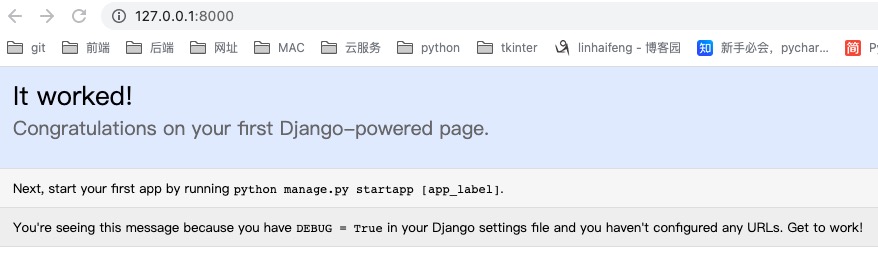 127.0.0.1:8000
git 前端 后端 网址 MAC 云服务 python tkinter linhaifeng - 博客园 知 新手必会，pychar... 简 Py
It worked!
Congratulations on your first Django-powered page.
Next, start your first app by running python manage.py startapp [app_label].
You're seeing this message because you have DEBUG = True in your Django settings file and you haven't configured any URLs. Get to work!